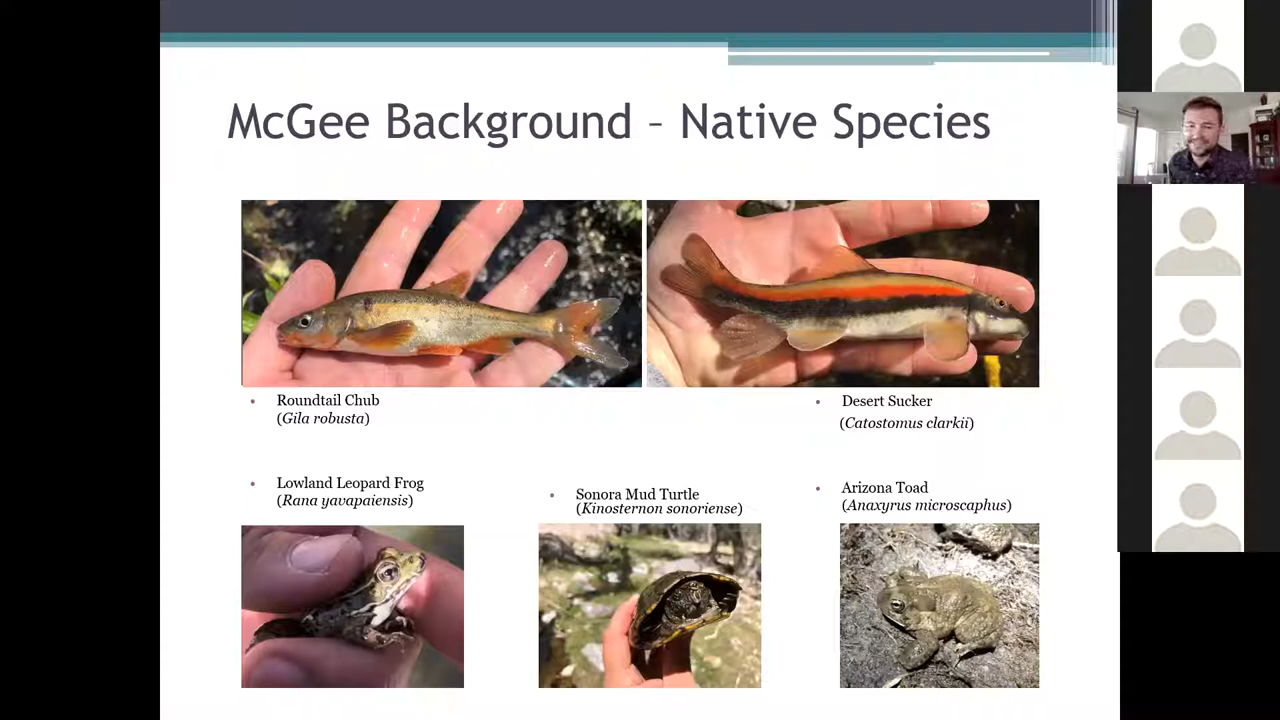 McGee Background – Native Species
• Roundtail Chub
(Gila robusta)
• Desert Sucker
(Catostomus clarkii)
• Lowland Leopard Frog
(Rana yavapaiensis)
• Sonora Mud Turtle
(Kinosternon sonoriense)
• Arizona Toad
(Anaxyrus microscaphus)